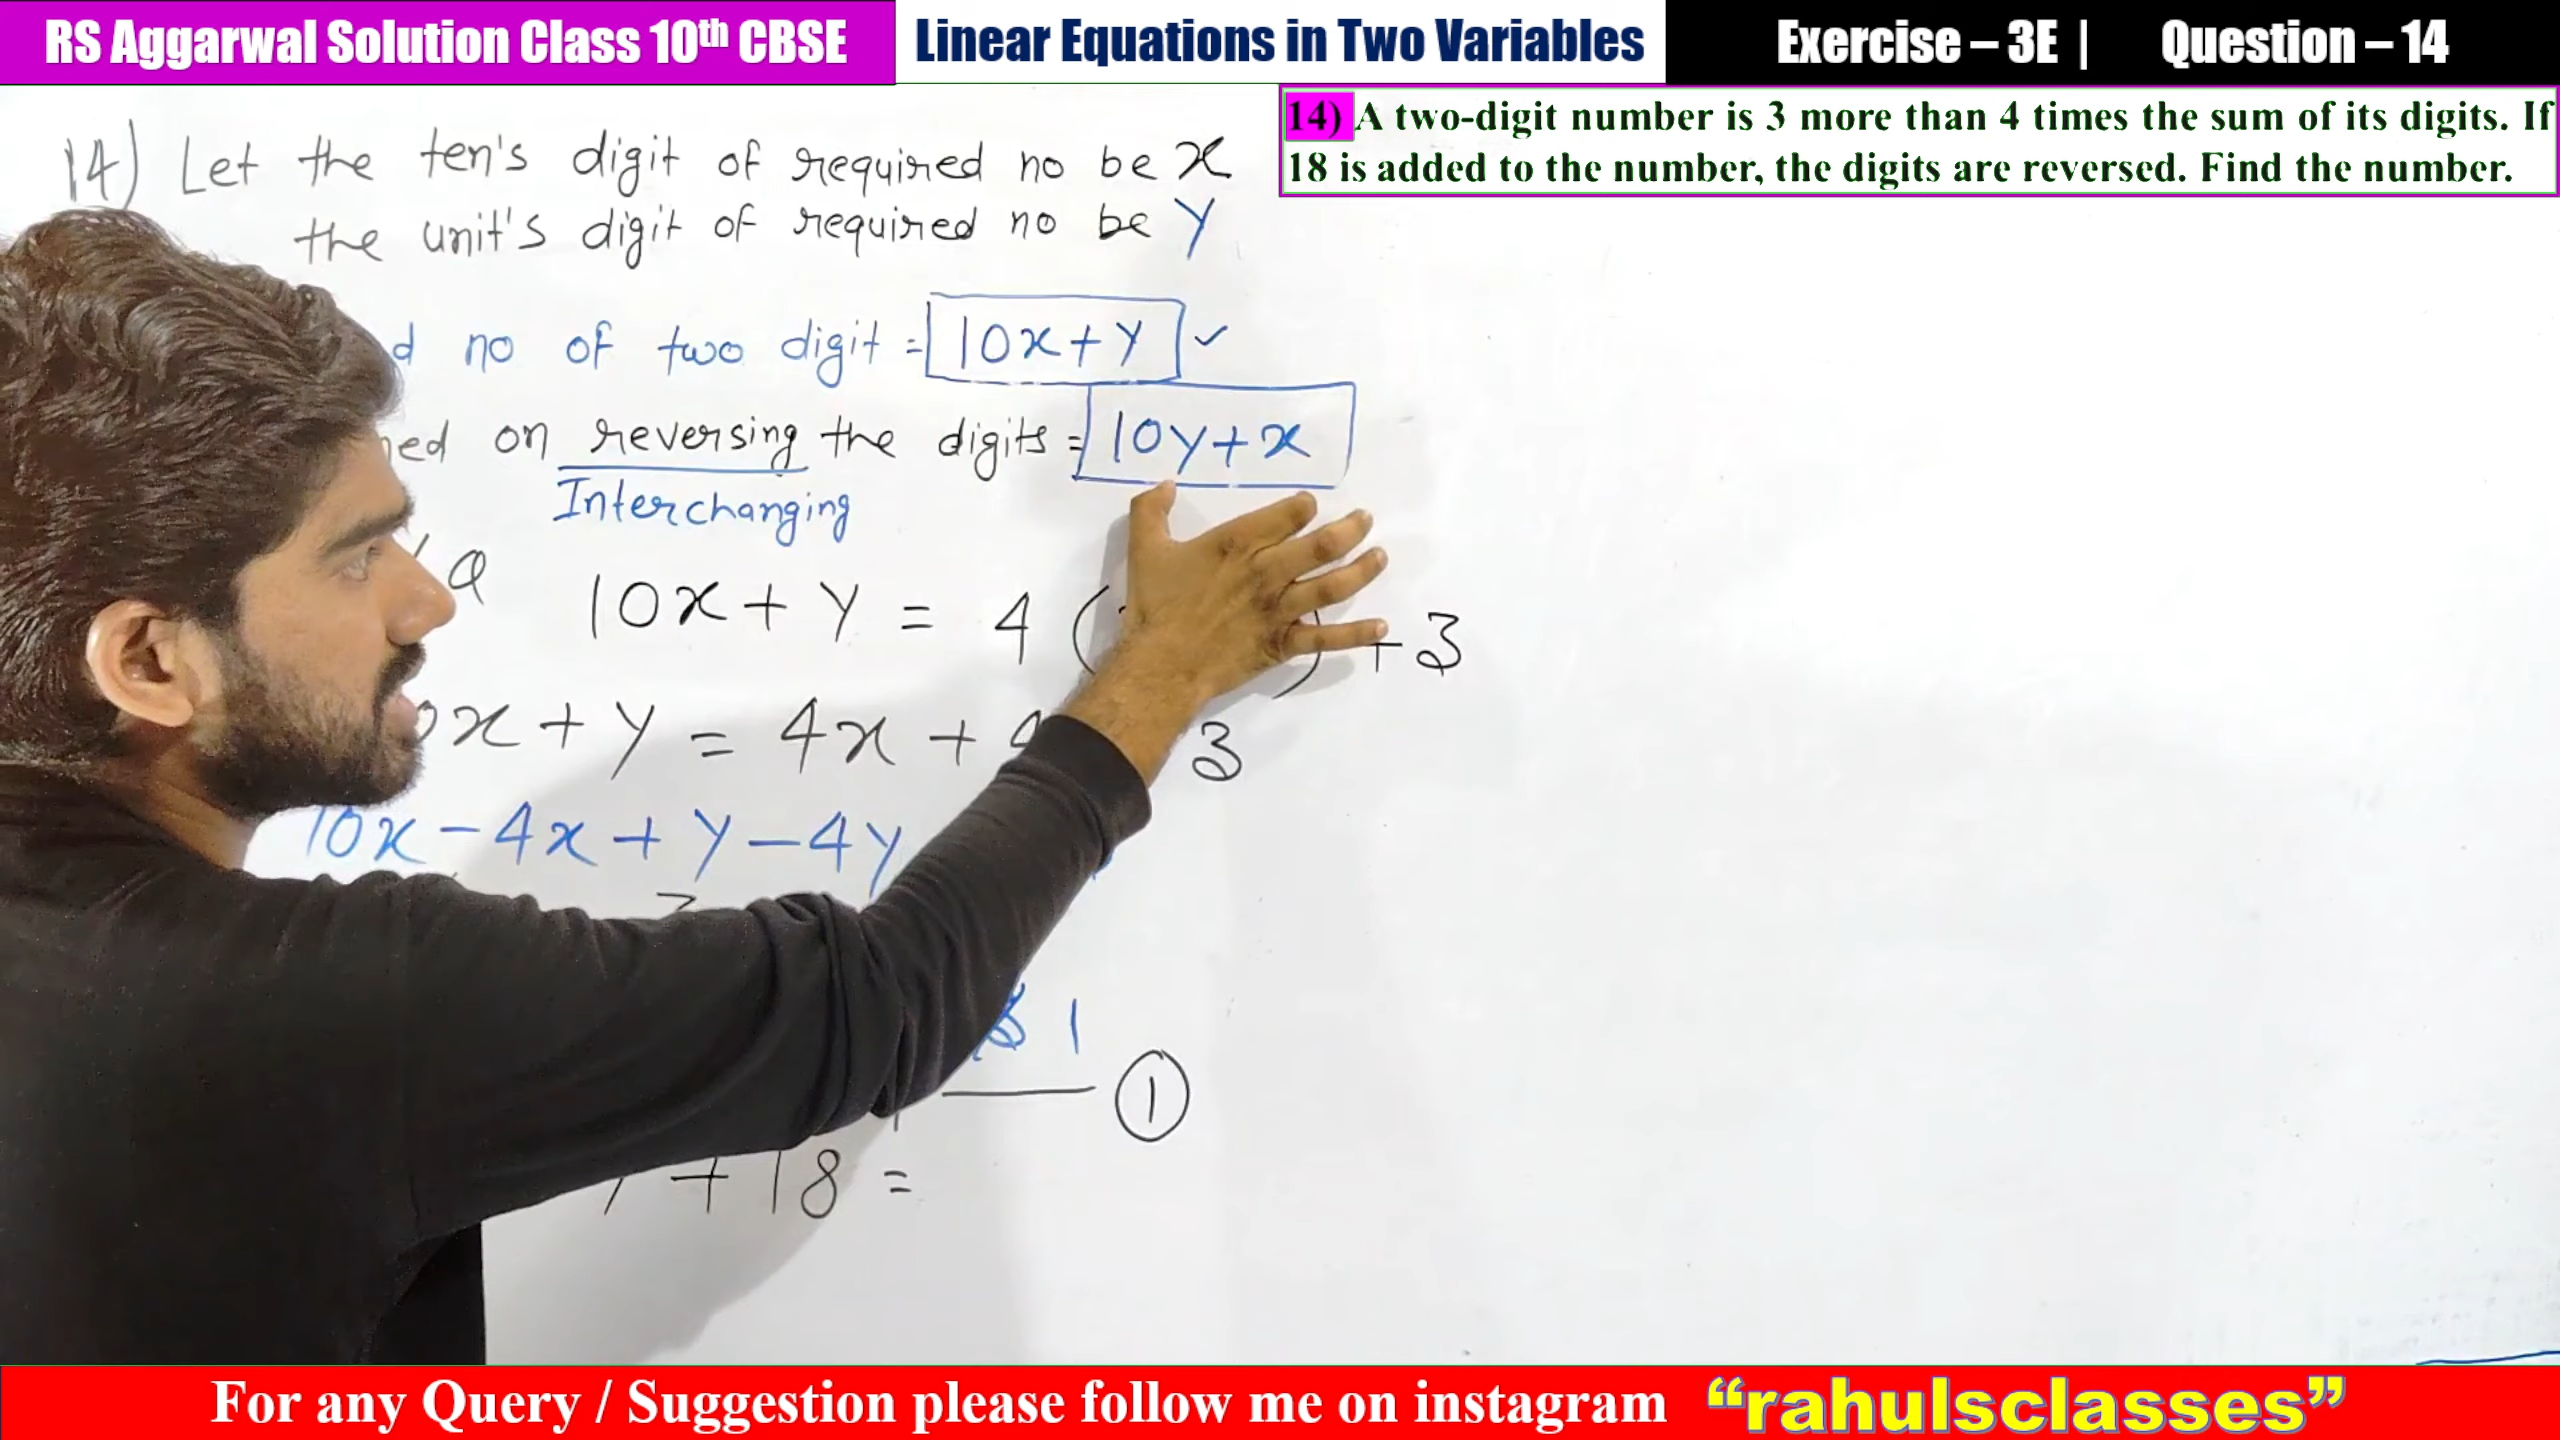 RS Aggarwal Solution Class 10th CBSE
Linear Equations in Two Variables
Exercise – 3E | Question – 14
14) A two-digit number is 3 more than 4 times the sum of its digits. If
18 is added to the number, the digits are reversed. Find the number.
14) Let the ten's digit of required no be x
the unit's digit of required no be y
no of two digit = 10x + y ✓
on reversing the digits = 10y + x
Interchanging
10x + y = 4 ( ) + 3
x + y = 4x + 3
10x - 4x + y - 4y
1
1
+ 18 =
For any Query / Suggestion please follow me on instagram "rahulsclasses"